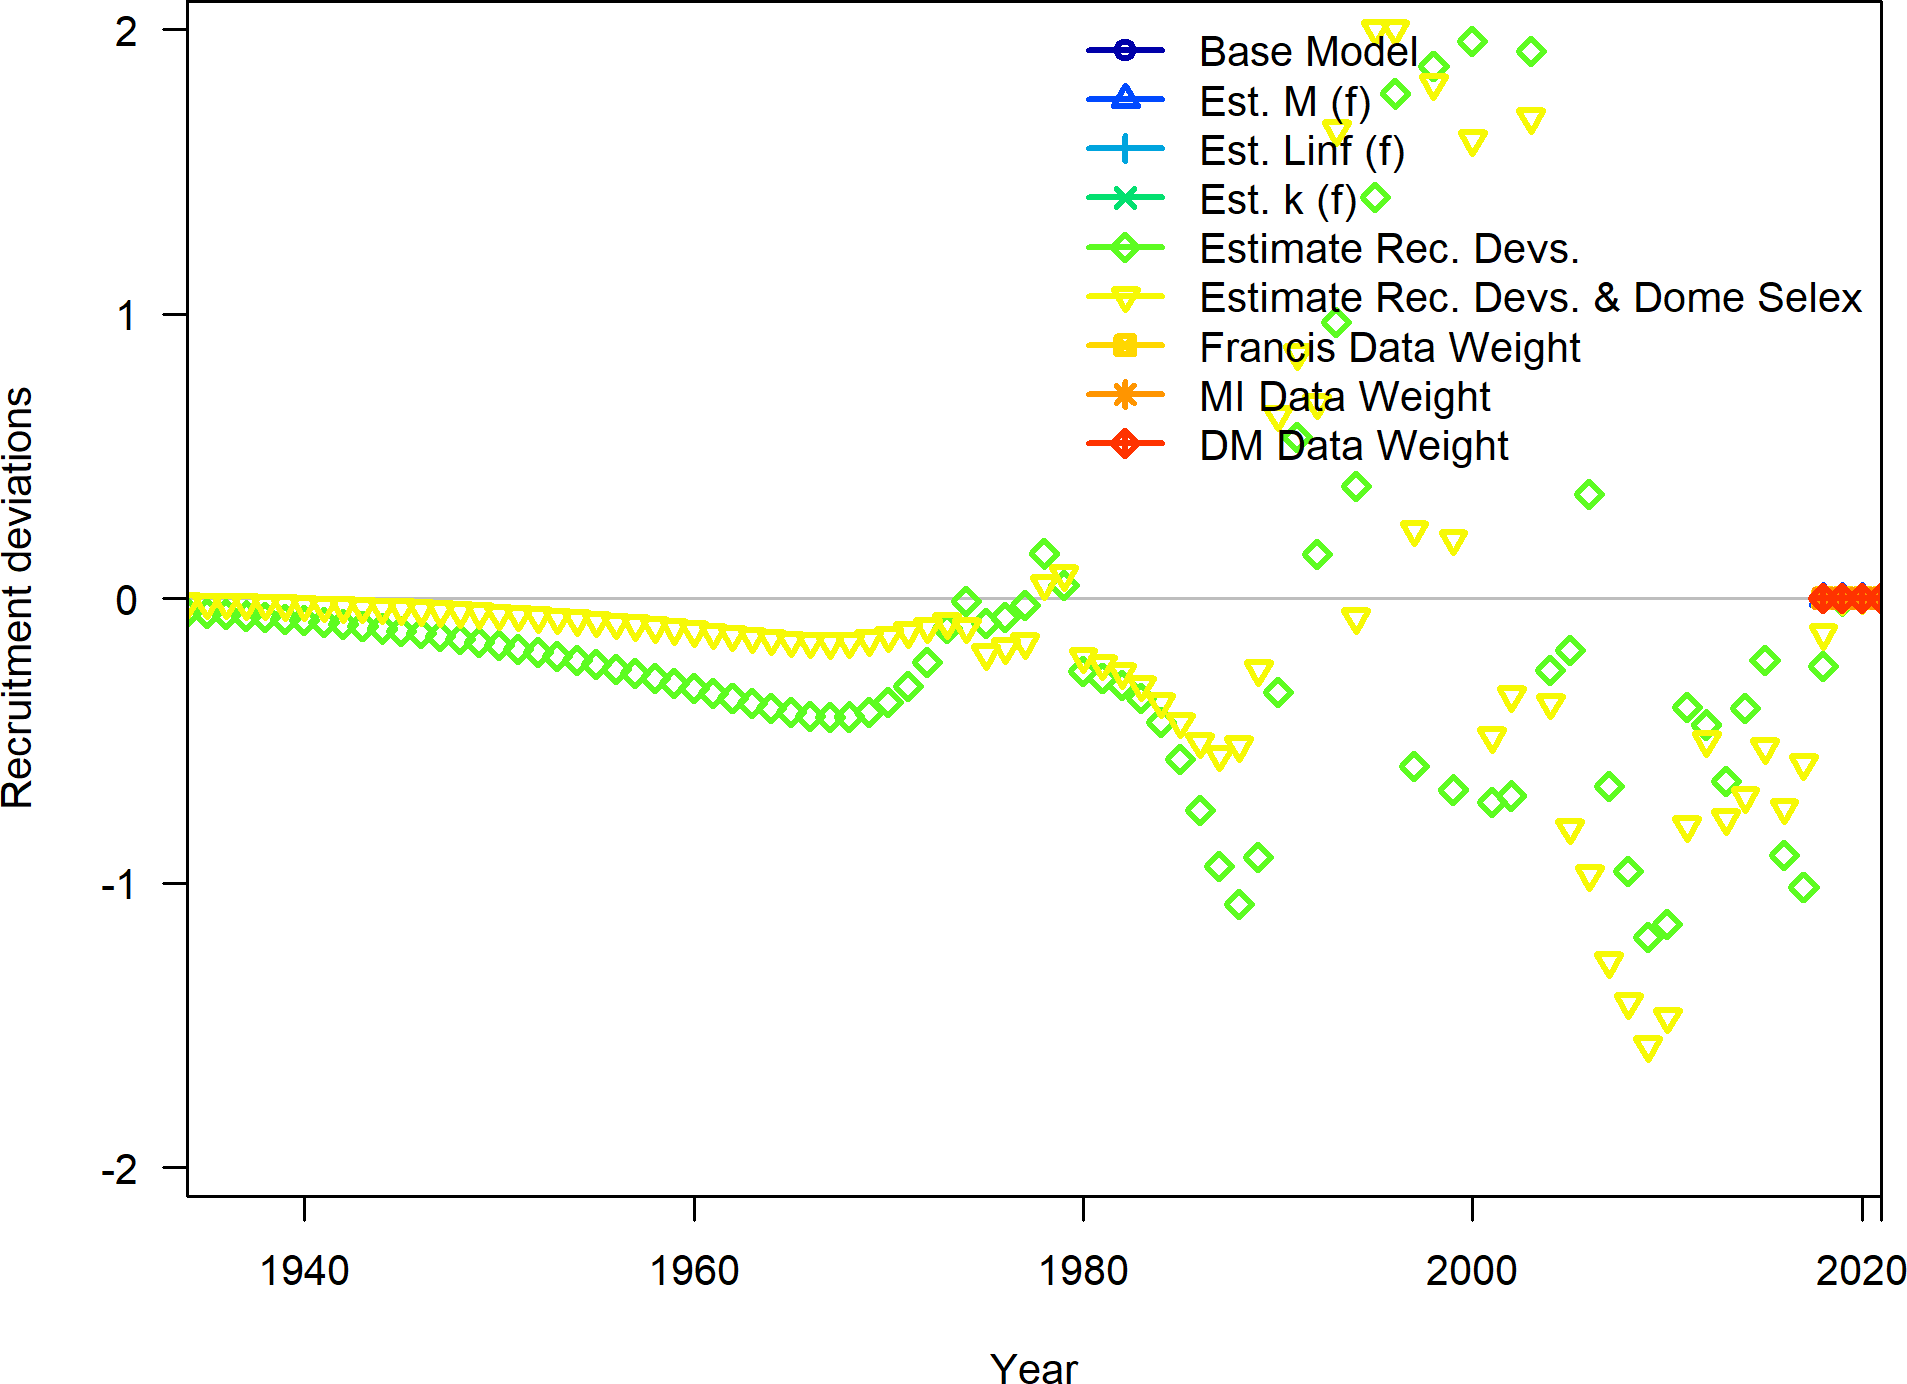 2
1
0
-1
-2
Recruitment deviations
Base Model
Est. M (f)
Est. Linf (f)
Est. k (f)
Estimate Rec. Devs.
Estimate Rec. Devs. & Dome Selex
Francis Data Weight
MI Data Weight
DM Data Weight
1940 1960 1980 2000 2020
Year